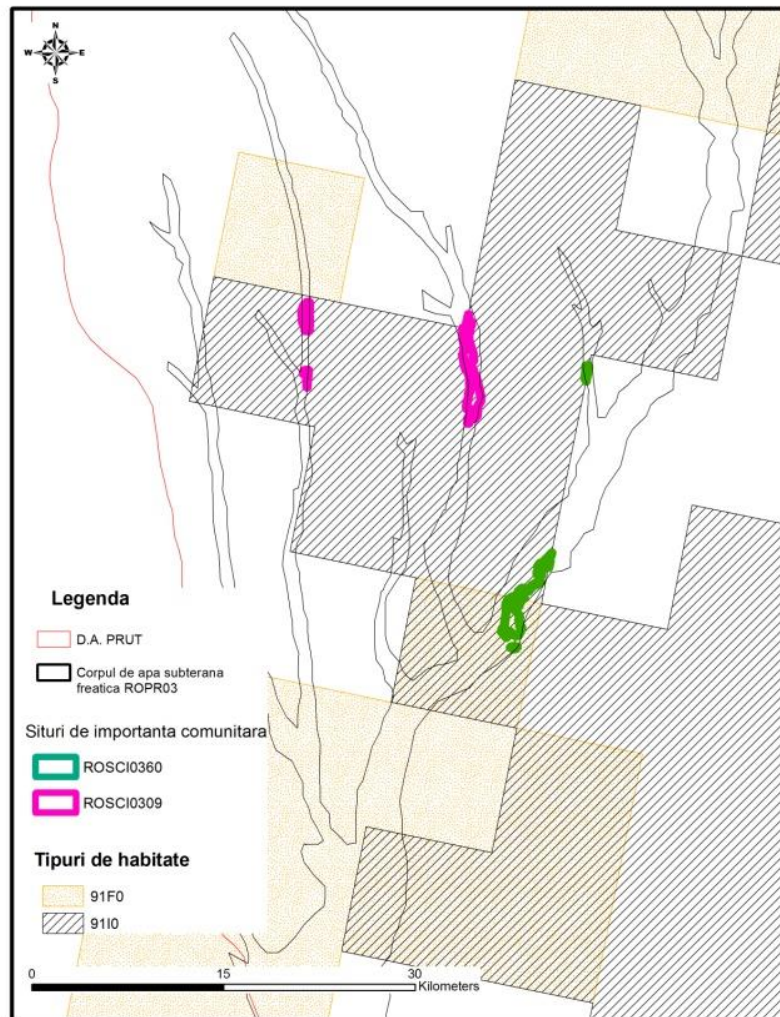 N
W E
S
Legenda
D.A. PRUT
Corpul de apa subterana
freatica ROPR03
Situri de importanta comunitara
ROSCI0360
ROSCI0309
Tipuri de habitate
91F0
91I0
0 15 30
Kilometers